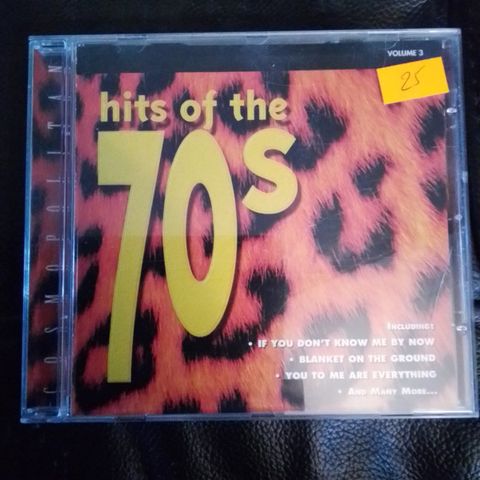 VOLUME 3
25
hits of the
70s
COSMOPOLITAN
INCLUDING:
• IF YOU DON'T KNOW ME BY NOW
• BLANKET ON THE GROUND
• YOU TO ME ARE EVERYTHING
• AND MANY MORE...